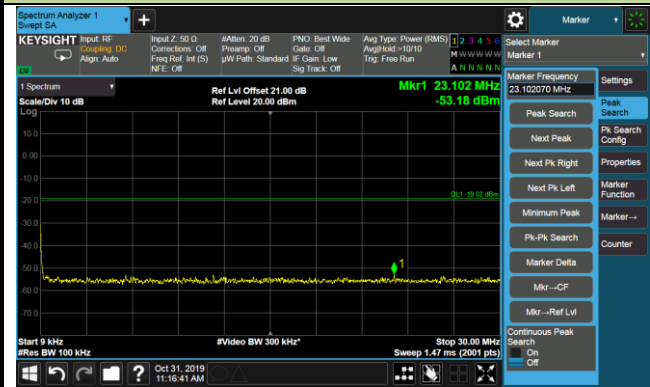 Spectrum Analyzer 1
Swept SA
Marker
KEYSIGHT
Input: RF
Coupling: DC
Align: Auto
Input Z: 50 Ω
Corrections: Off
Freq Ref: Int (S)
NFE: Off
#Atten: 20 dB
Preamp: Off
µW Path: Standard
PNO: Best Wide
Gate: Off
IF Gain: Low
Sig Track: Off
Avg Type: Power (RMS)
Avg|Hold:>10/10
Trig: Free Run
1 2 3 4 5 6
M W W W W W
A N N N N N
1 Spectrum
Scale/Div 10 dB
Log
Ref Lvl Offset 21.00 dB
Ref Level 20.00 dBm
Mkr1 23.102 MHz
-53.18 dBm
10.0
0.00
-10.0
-20.0
-30.0
-40.0
-50.0
-60.0
-70.0
DL1 -19.02 dBm
1
Start 9 kHz
#Res BW 100 kHz
#Video BW 300 kHz*
Stop 30.00 MHz
Sweep 1.47 ms (2001 pts)
Oct 31, 2019
11:16:41 AM
Select Marker
Marker 1
Marker Frequency
23.102070 MHz
Peak Search
Next Peak
Next Pk Right
Next Pk Left
Minimum Peak
Pk-Pk Search
Marker Delta
Mkr→CF
Mkr→Ref Lvl
Continuous Peak
Search
On
Off
Settings
Peak
Search
Pk Search
Config
Properties
Marker
Function
Marker→
Counter